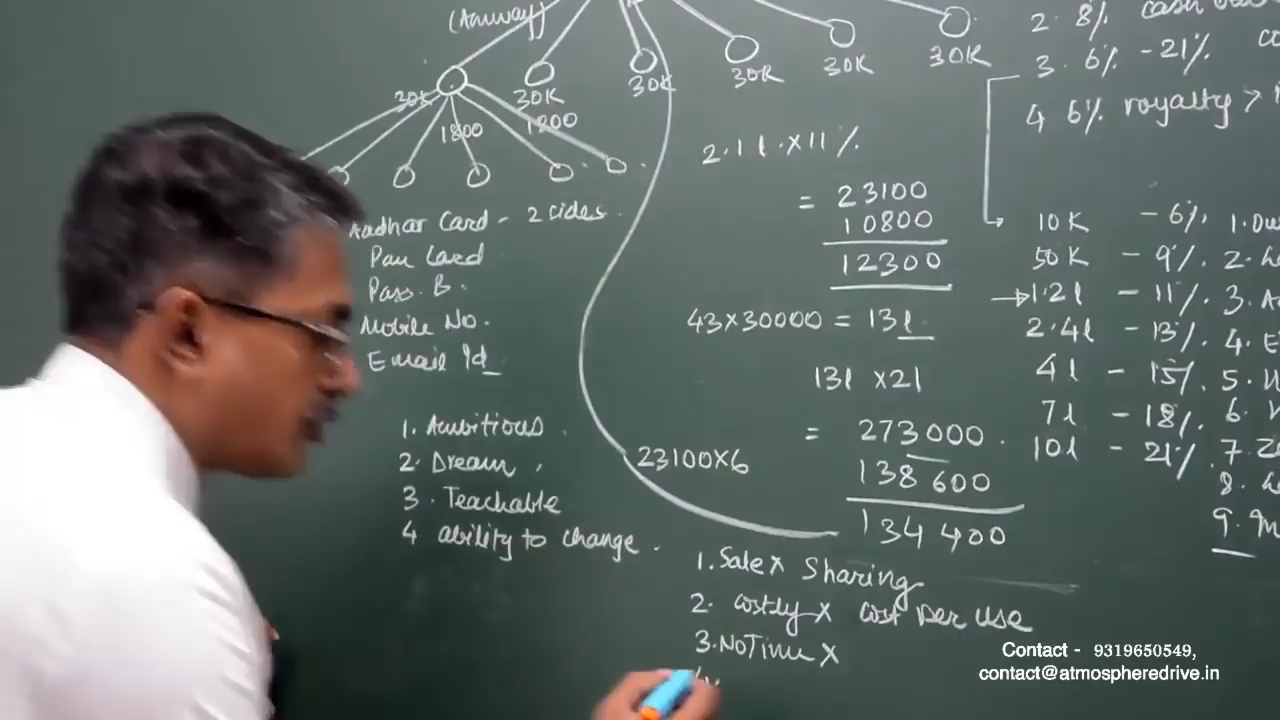 (Amway)
2. 8% cash
3. 6% - 21%
4 6% royalty >
30K 30K 30K 30K 30K
30K
1800 1200
2.1l. x 11%
= 23100
10800
12300
43x30000 = 13l
13l x21
= 273000.
23100x6
138600
134400
Aadhar Card - 2 cides.
Pan Card
Pass. B.
Mobile No.
Email Id
1. Ambitious.
2. Dream,
3. Teachable
4 ability to change.
10K - 6%
50K - 9%
→1.2l - 11%
2.4l - 13%
4l - 15%
7l - 18%
10l - 21%
1.
2.
3.
4.
5.
6.
7.
8.
9.
1. Sale x Sharing
2. Costly x Cost Per Use
3. No Time x
Contact - 9319650549,
contact@atmospheredrive.in